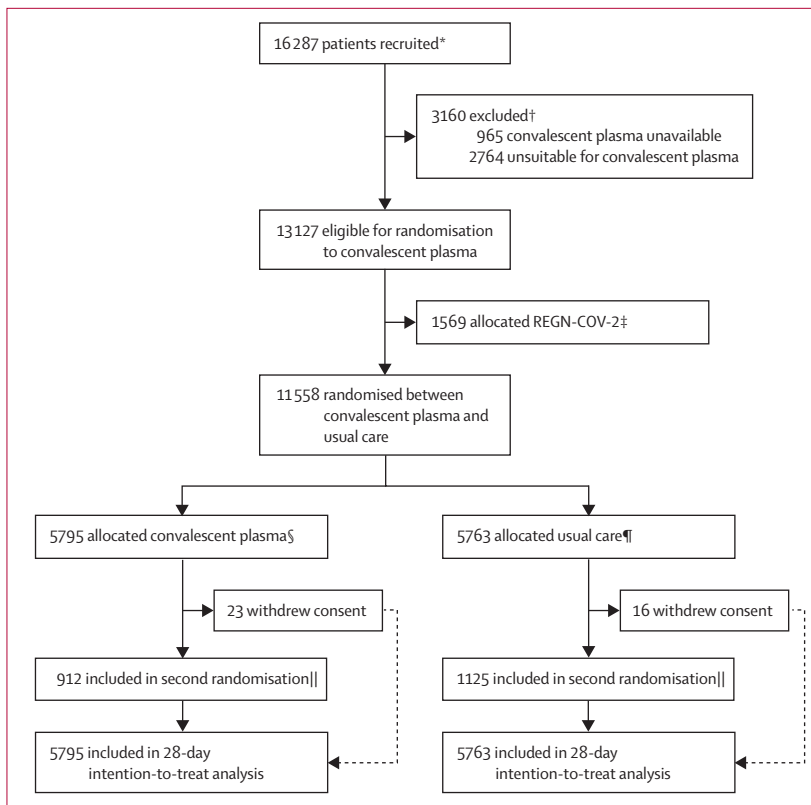 16 287 patients recruited*
3160 excluded†
965 convalescent plasma unavailable
2764 unsuitable for convalescent plasma
13 127 eligible for randomisation
to convalescent plasma
1569 allocated REGN-COV-2‡
11 558 randomised between
convalescent plasma and
usual care
5795 allocated convalescent plasma§
5763 allocated usual care¶
23 withdrew consent
16 withdrew consent
912 included in second randomisation||
1125 included in second randomisation||
5795 included in 28-day
intention-to-treat analysis
5763 included in 28-day
intention-to-treat analysis